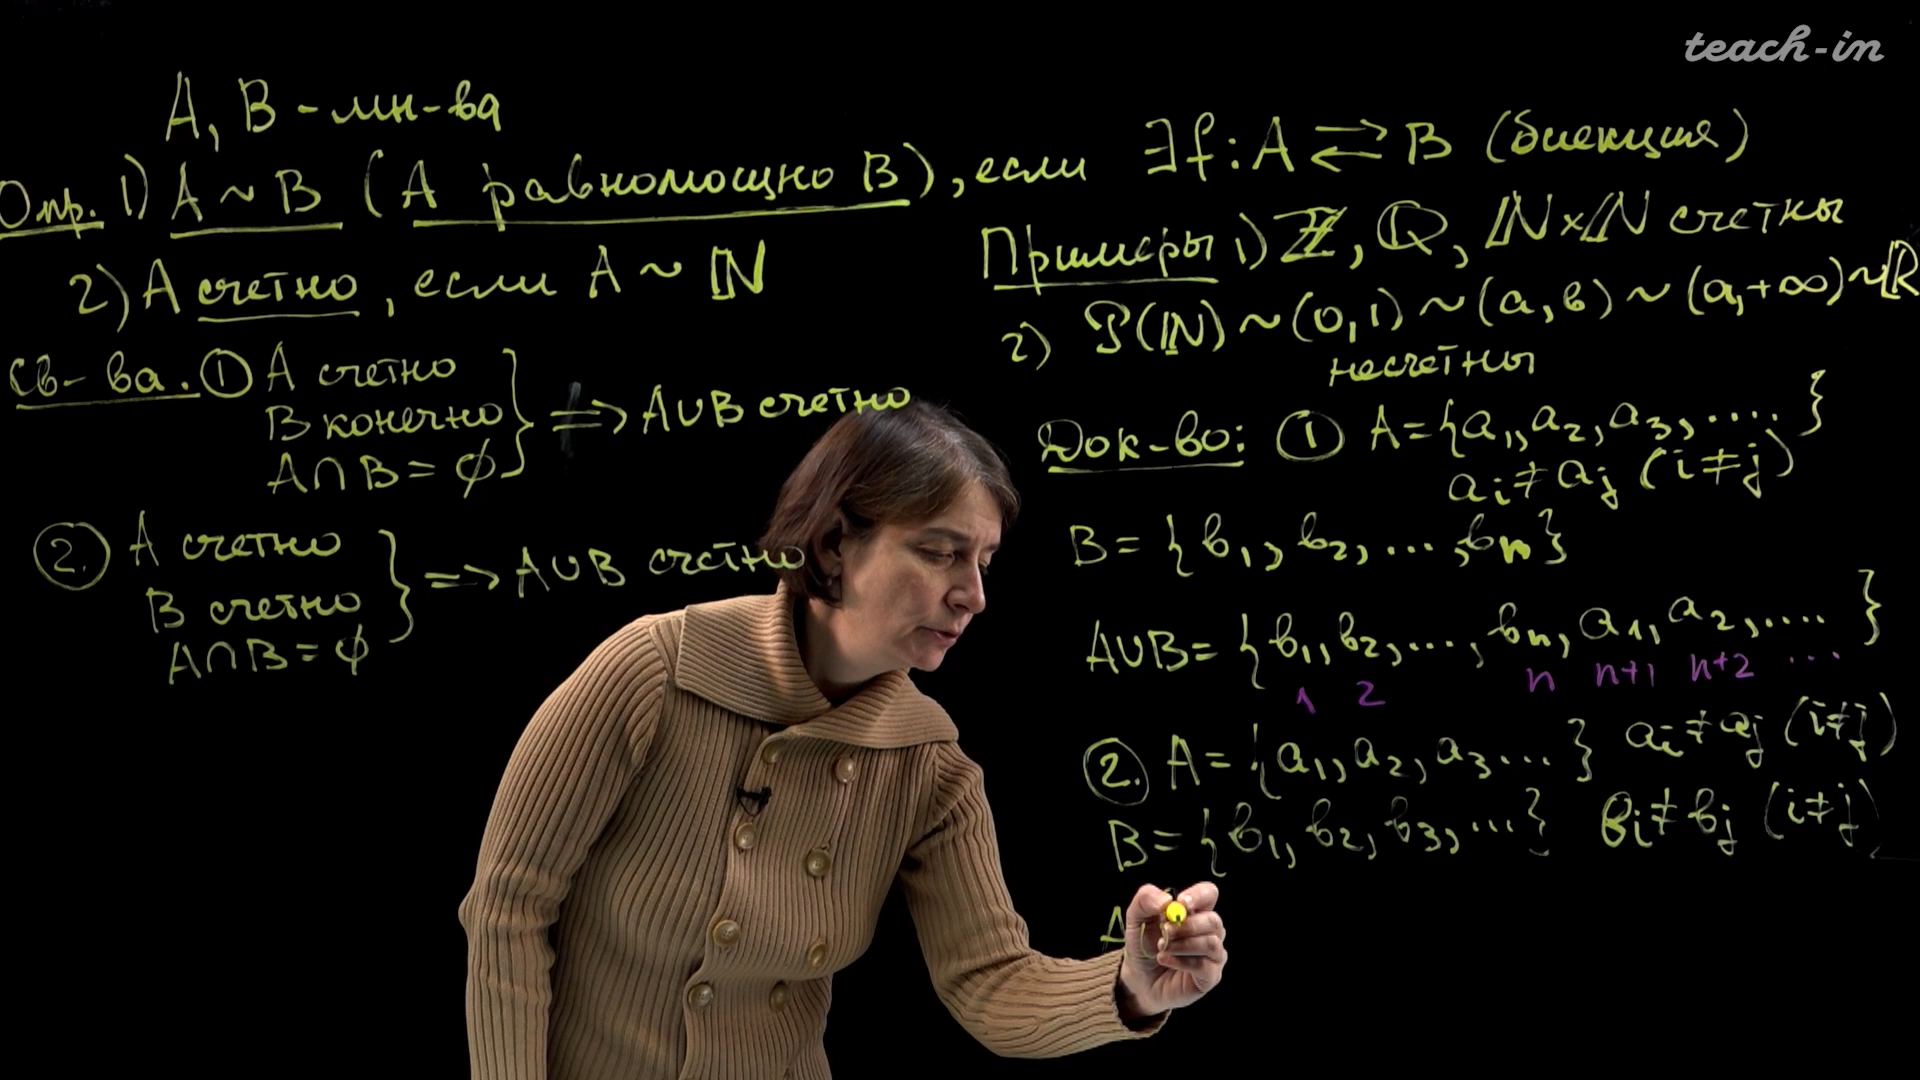 teach-in
A, B - мн-ва
Опр. 1) A ~ B (A равномощно B), если ∃f: A ⇄ B (биекция)
2) A счетно, если A ~ ℕ
Св-ва. ① A счетно
B конечно
A∩B = ∅
} => A∪B счетно
②. A счетно
B счетно
A∩B = ∅
} => A∪B счетно
Примеры 1) ℤ, ℚ, ℕ×ℕ счетны
2) P(ℕ) ~ (0,1) ~ (a,b) ~ (a,+∞) ~ ℝ
несчетны
Док-во: ① A = {a₁, a₂, a₃, .... }
aᵢ ≠ aⱼ (i ≠ j)
B = {b₁, b₂, ..., bₙ}
A∪B = {b₁, b₂, ..., bₙ, a₁, a₂, .... }
1 2 n n+1 n+2 ...
②. A = {a₁, a₂, a₃ ... } aᵢ ≠ aⱼ (i ≠ j)
B = {b₁, b₂, b₃, ... } bᵢ ≠ bⱼ (i ≠ j)
A